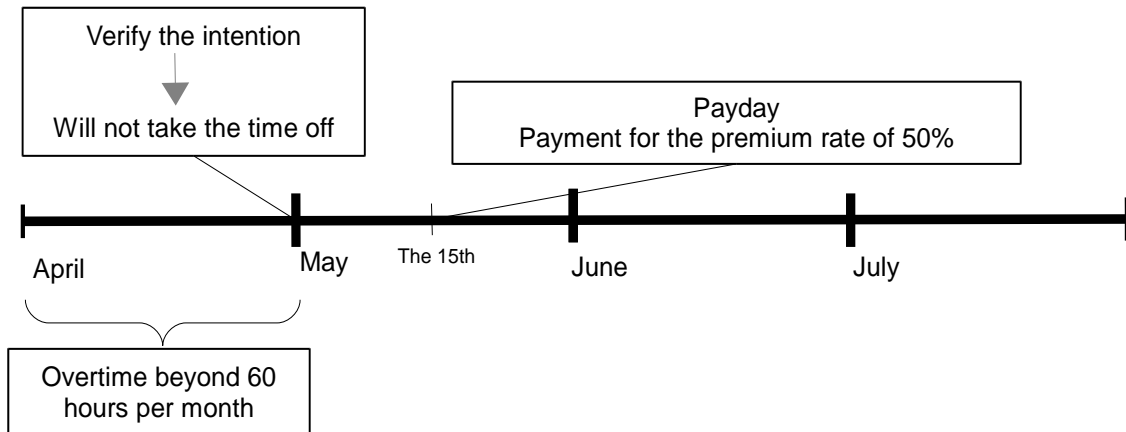 Verify the intention
Will not take the time off
Payday
Payment for the premium rate of 50%
April
May
The 15th
June
July
Overtime beyond 60
hours per month